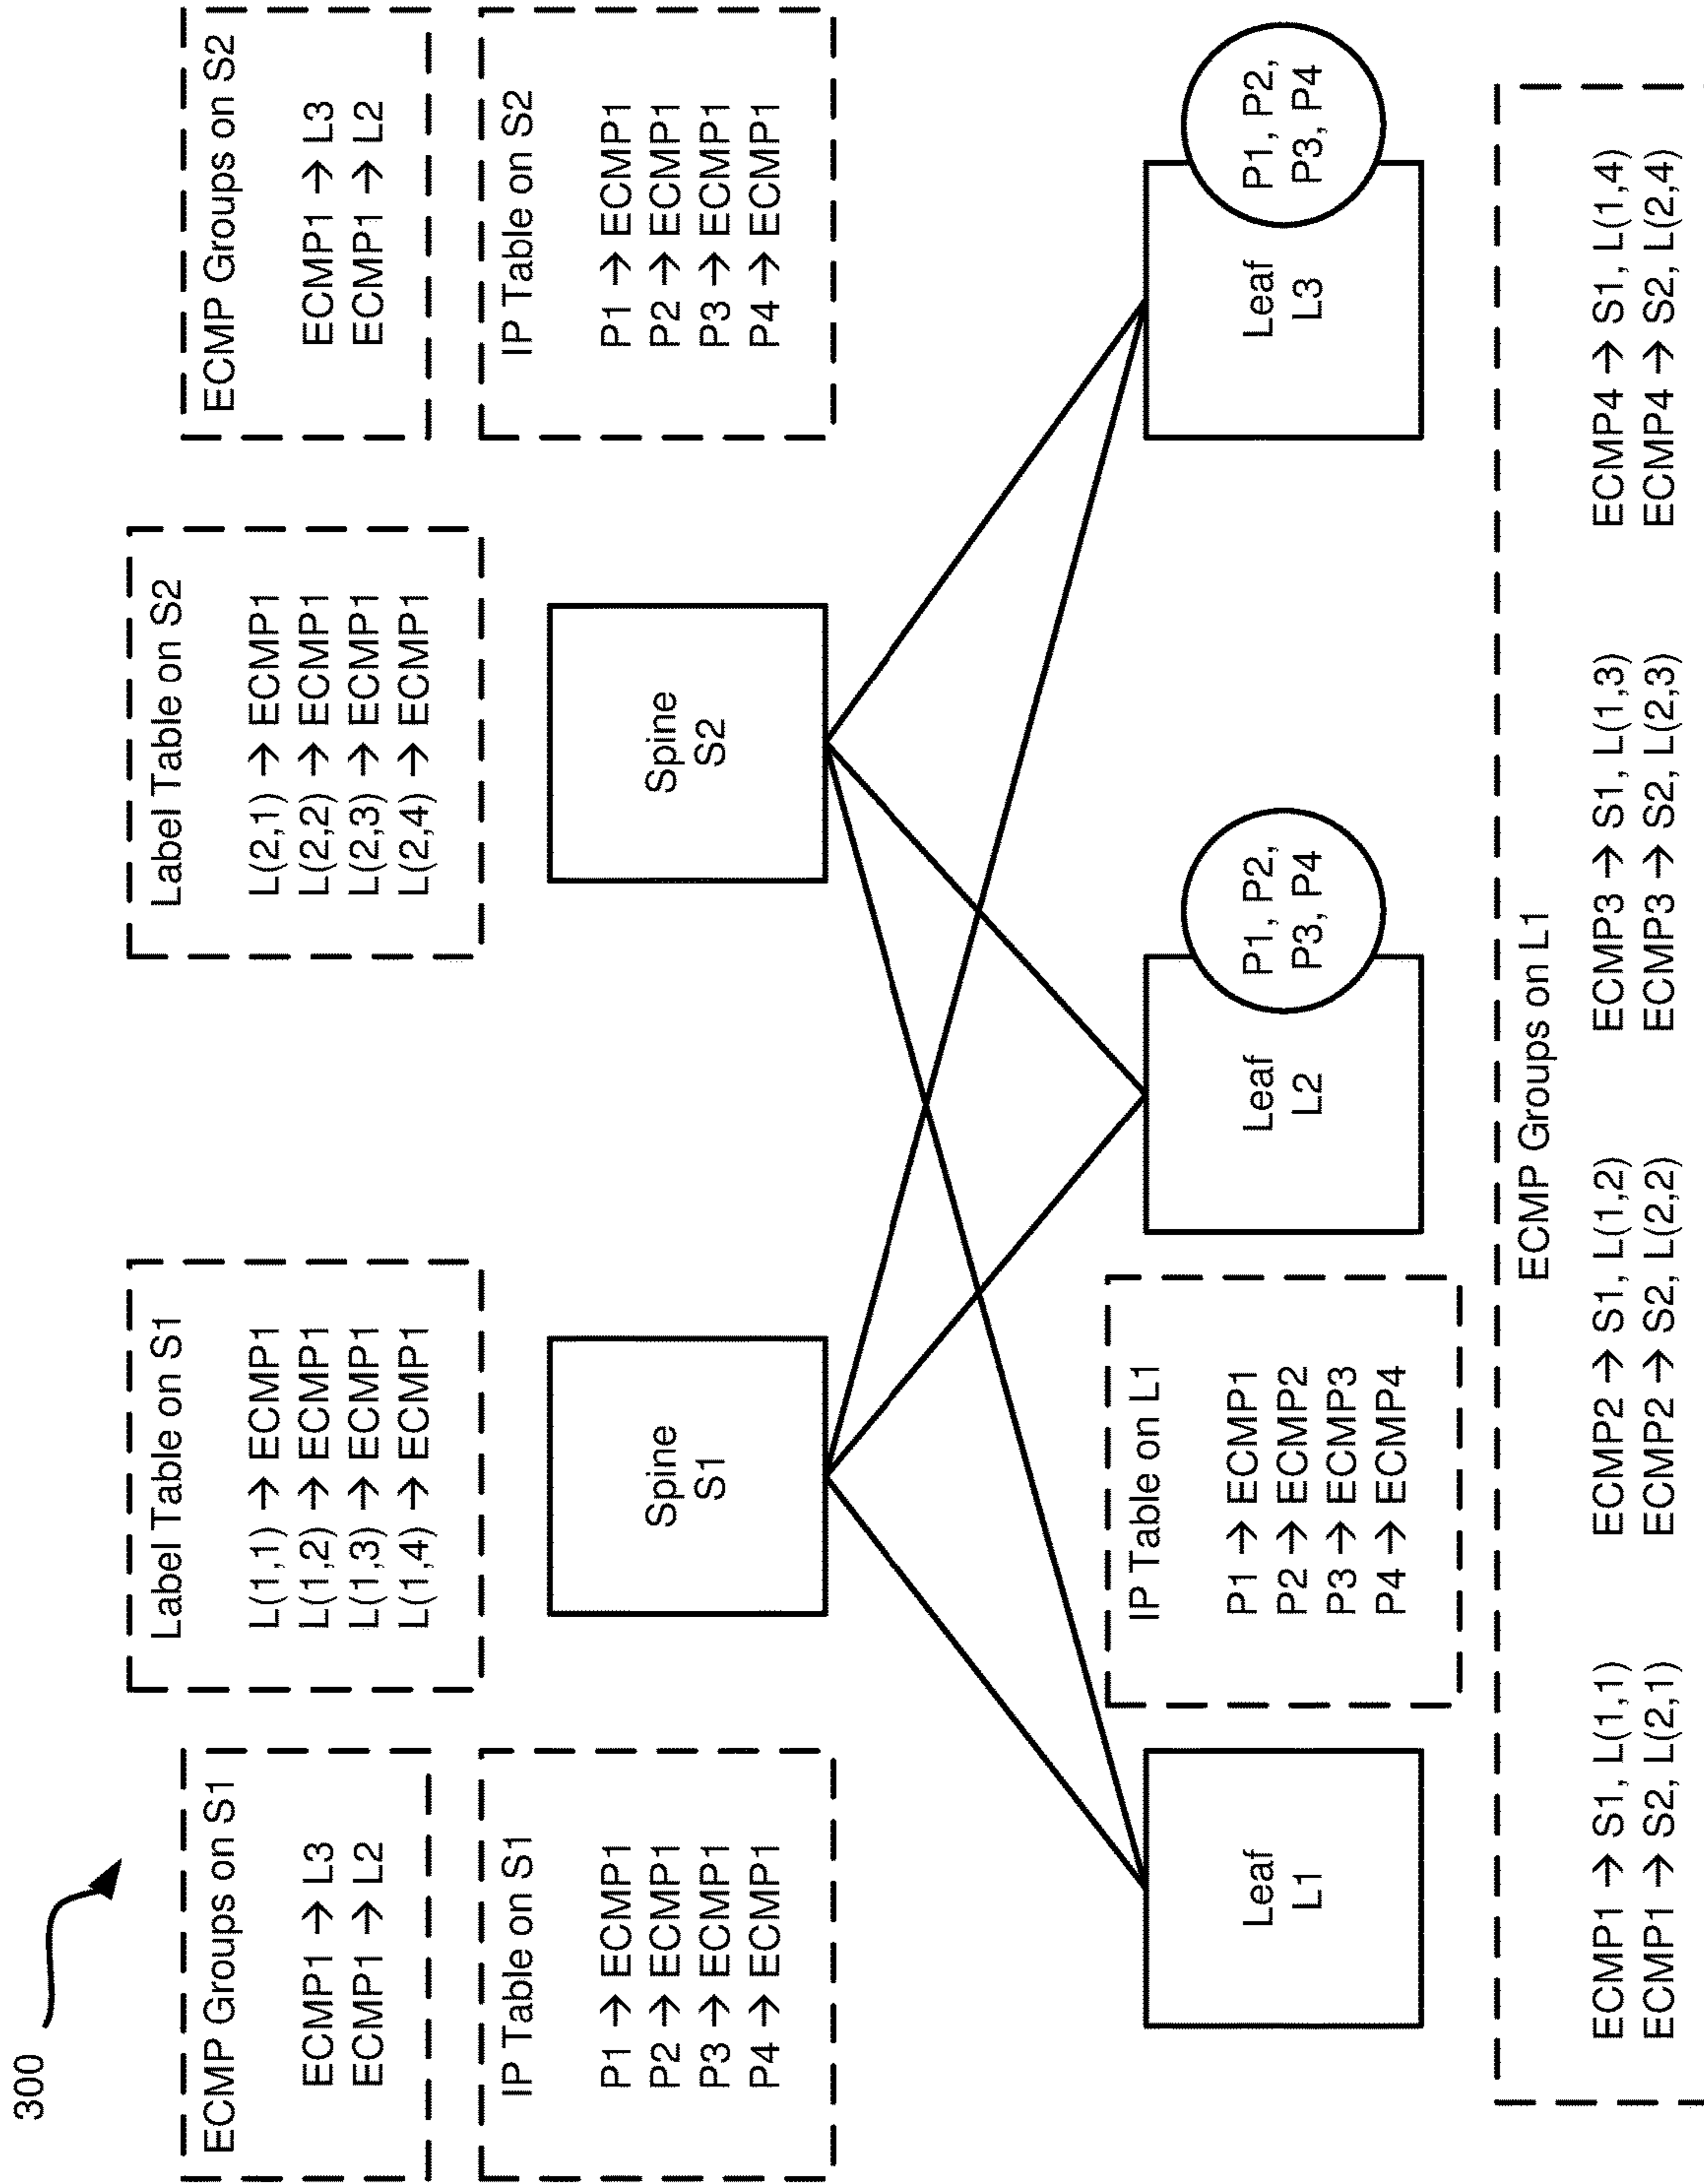 300
ECMP Groups on S1
ECMP1 → L3
ECMP1 → L2
IP Table on S1
P1 → ECMP1
P2 → ECMP1
P3 → ECMP1
P4 → ECMP1
Label Table on S1
L(1,1) → ECMP1
L(1,2) → ECMP1
L(1,3) → ECMP1
L(1,4) → ECMP1
Label Table on S2
L(2,1) → ECMP1
L(2,2) → ECMP1
L(2,3) → ECMP1
L(2,4) → ECMP1
ECMP Groups on S2
ECMP1 → L3
ECMP1 → L2
IP Table on S2
P1 → ECMP1
P2 → ECMP1
P3 → ECMP1
P4 → ECMP1
Spine
S1
Spine
S2
Leaf
L1
IP Table on L1
P1 → ECMP1
P2 → ECMP2
P3 → ECMP3
P4 → ECMP4
Leaf
L2
P1, P2,
P3, P4
Leaf
L3
P1, P2,
P3, P4
ECMP Groups on L1
ECMP1 → S1, L(1,1)
ECMP1 → S2, L(2,1)
ECMP2 → S1, L(1,2)
ECMP2 → S2, L(2,2)
ECMP3 → S1, L(1,3)
ECMP3 → S2, L(2,3)
ECMP4 → S1, L(1,4)
ECMP4 → S2, L(2,4)